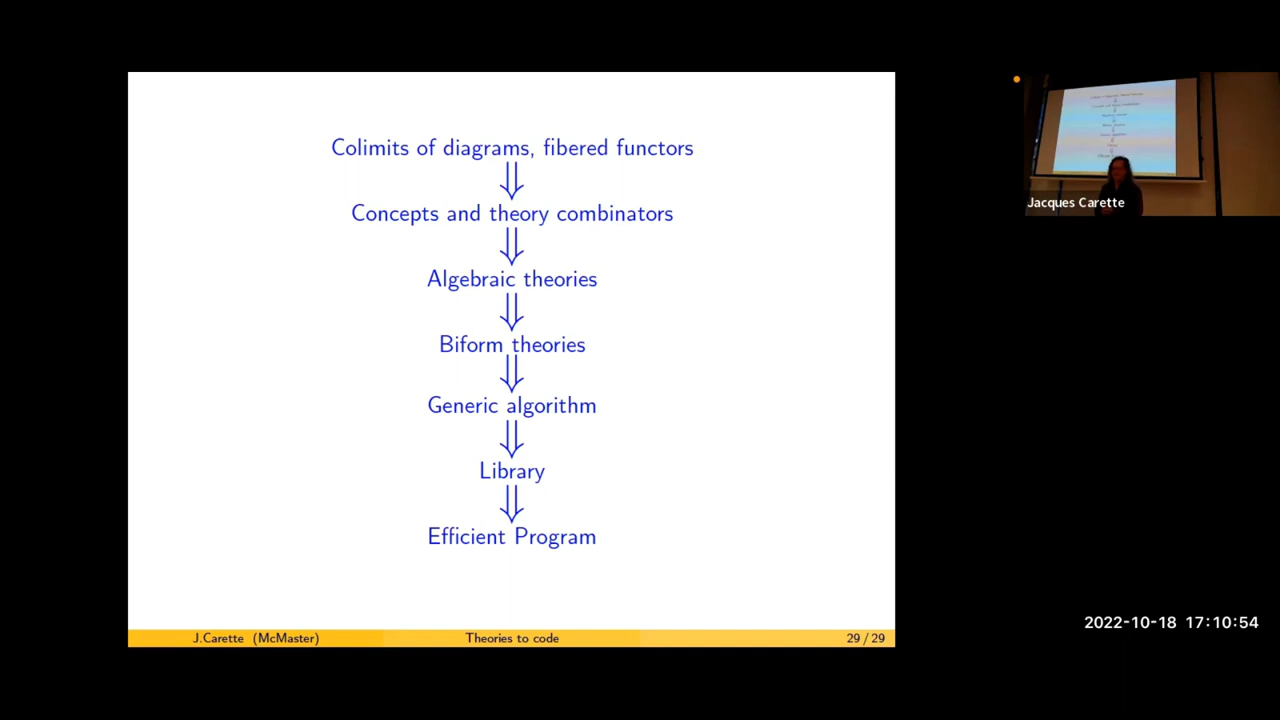 Colimits of diagrams, fibered functors
Concepts and theory combinators
Algebraic theories
Biform theories
Generic algorithm
Library
Efficient Program
J.Carette (McMaster) Theories to code 29 / 29
Jacques Carette
2022-10-18 17:10:54